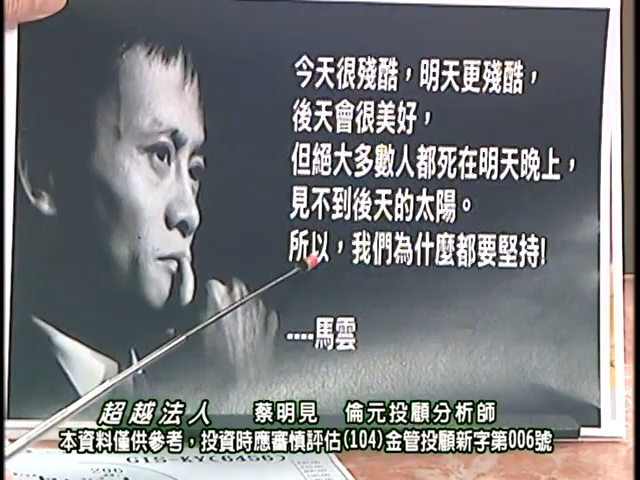 今天很殘酷，明天更殘酷，
後天會很美好，
但絕大多數人都死在明天晚上，
見不到後天的太陽。
所以，我們為什麼都要堅持!
----馬雲
超越法人 蔡明見 倫元投顧分析師
本資料僅供參考，投資時應審慎評估(104)金管投顧新字第006號
GIS-KY(6456)
200